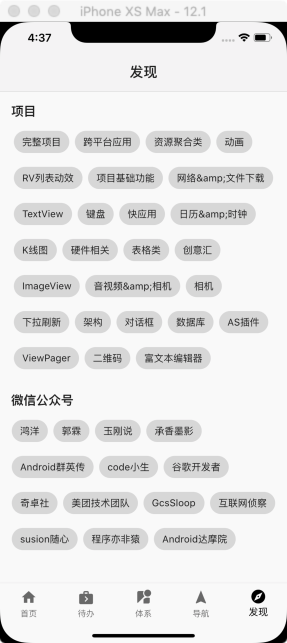 iPhone XS Max - 12.1
4:37
发现
项目
完整项目 跨平台应用 资源聚合类 动画
RV列表动效 项目基础功能 网络&amp;文件下载
TextView 键盘 快应用 日历&amp;时钟
K线图 硬件相关 表格类 创意汇
ImageView 音视频&amp;相机 相机
下拉刷新 架构 对话框 数据库 AS插件
ViewPager 二维码 富文本编辑器
微信公众号
鸿洋 郭霖 玉刚说 承香墨影
Android群英传 code小生 谷歌开发者
奇卓社 美团技术团队 GcsSloop 互联网侦察
susion随心 程序亦非猿 Android达摩院
首页 待办 体系 导航 发现